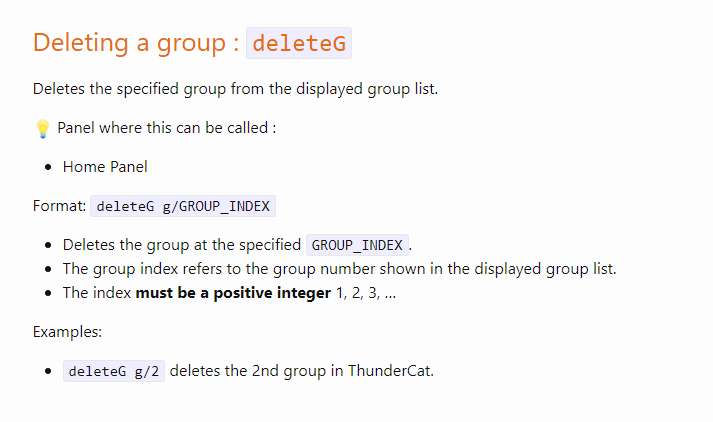 Deleting a group : deleteG
Deletes the specified group from the displayed group list.
💡 Panel where this can be called :
• Home Panel
Format: deleteG g/GROUP_INDEX
• Deletes the group at the specified GROUP_INDEX.
• The group index refers to the group number shown in the displayed group list.
• The index must be a positive integer 1, 2, 3, …
Examples:
• deleteG g/2 deletes the 2nd group in ThunderCat.